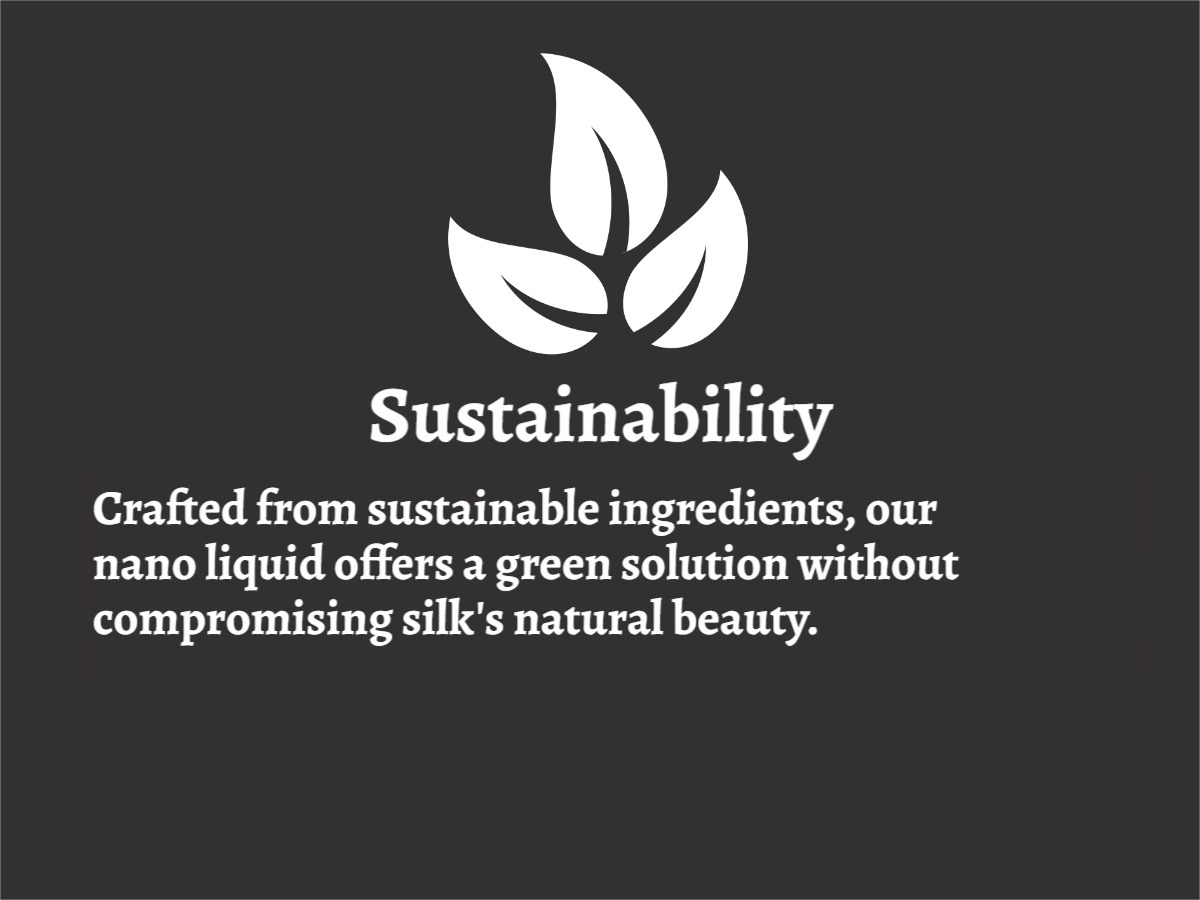 Sustainability
Crafted from sustainable ingredients, our
nano liquid offers a green solution without
compromising silk's natural beauty.